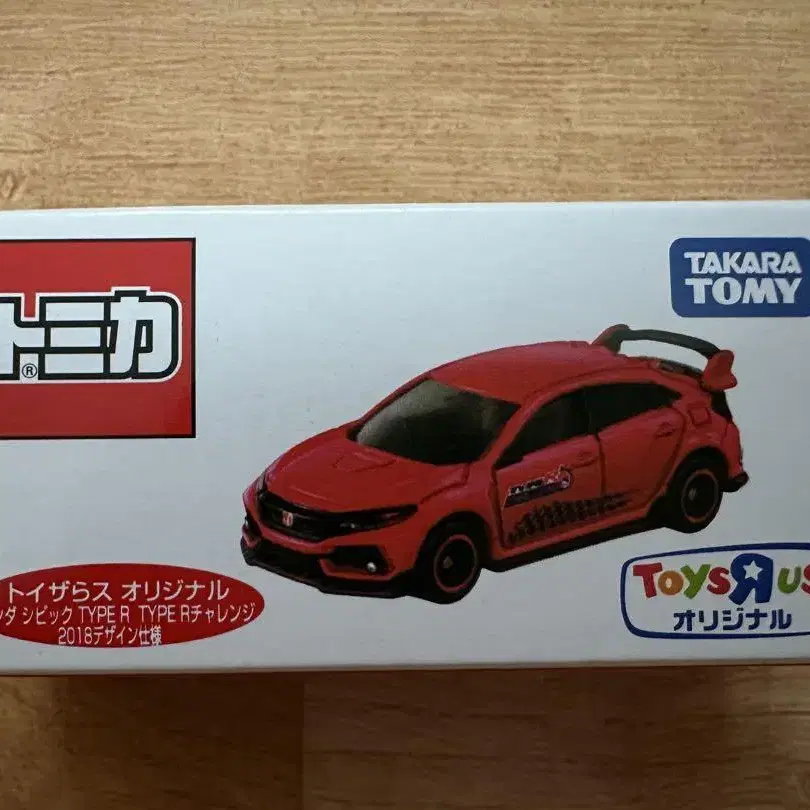 トミカ
®
TAKARA
TOMY
トイザらス オリジナル
ンダ シビック TYPE R TYPE Rチャレンジ
2018デザイン仕様
ToysRus
オリジナル